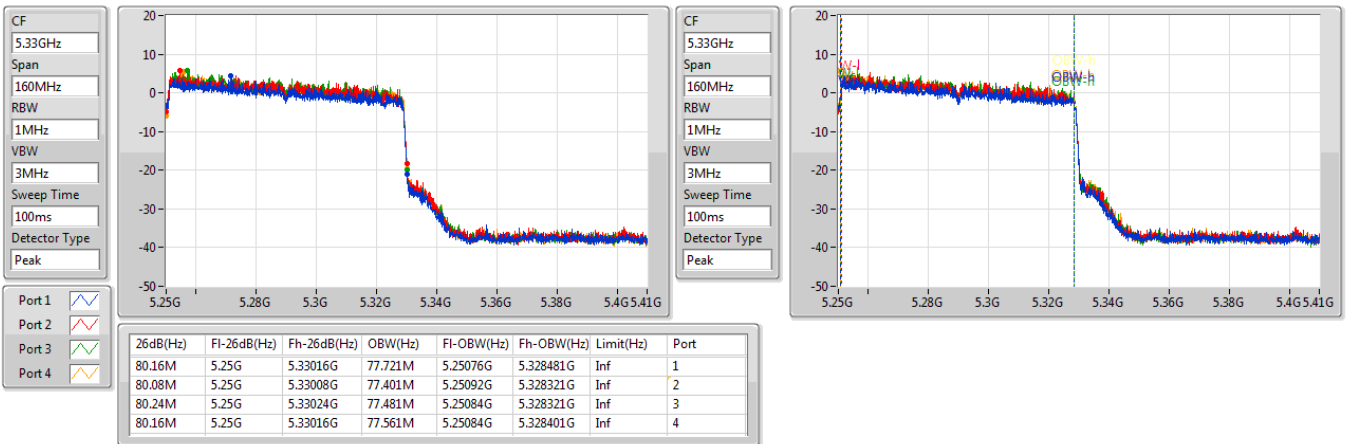 CF
5.33GHz
Span
160MHz
RBW
1MHz
VBW
3MHz
Sweep Time
100ms
Detector Type
Peak
20
10
0
-10
-20
-30
-40
-50
5.25G 5.28G 5.3G 5.32G 5.34G 5.36G 5.38G 5.4G 5.41G
CF
5.33GHz
Span
160MHz
RBW
1MHz
VBW
3MHz
Sweep Time
100ms
Detector Type
Peak
20
10
0
-10
-20
-30
-40
-50
W-l
OBW-h
OBW-h
5.25G 5.28G 5.3G 5.32G 5.34G 5.36G 5.38G 5.4G 5.41G
Port 1
Port 2
Port 3
Port 4
26dB(Hz) Fl-26dB(Hz) Fh-26dB(Hz) OBW(Hz) Fl-OBW(Hz) Fh-OBW(Hz) Limit(Hz) Port
80.16M 5.25G 5.33016G 77.721M 5.25076G 5.328481G Inf 1
80.08M 5.25G 5.33008G 77.401M 5.25092G 5.328321G Inf 2
80.24M 5.25G 5.33024G 77.481M 5.25084G 5.328321G Inf 3
80.16M 5.25G 5.33016G 77.561M 5.25084G 5.328401G Inf 4